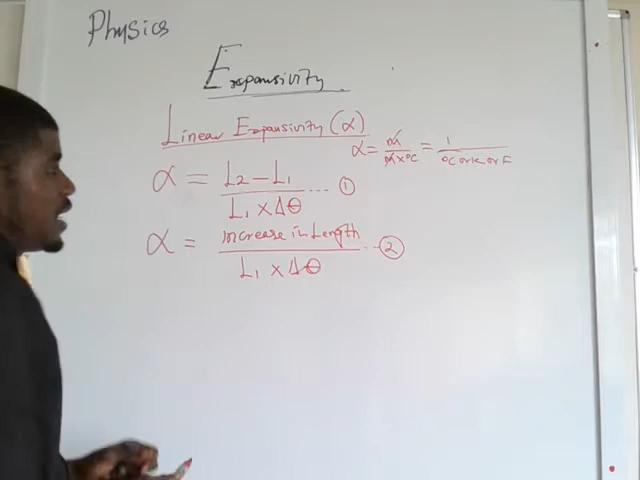 Physics
Expansivity
Linear Expansivity (α)
α = m/m×°C = 1/°C or K or F
α = L2 − L1 / L1 × Δθ .... ①
α = increase in Length / L1 × Δθ ... ②